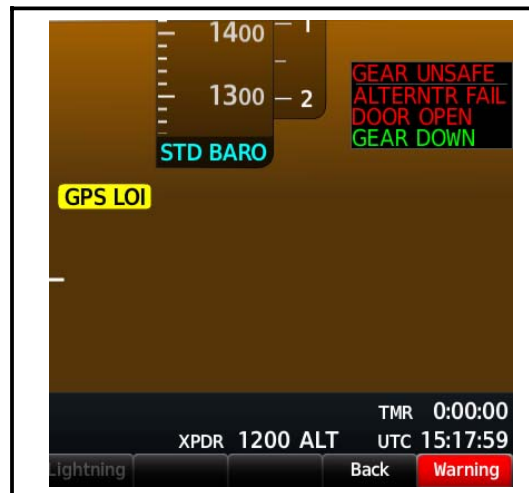 1400
1
1300
2
STD BARO
GEAR UNSAFE
ALTERNTR FAIL
DOOR OPEN
GEAR DOWN
GPS LOI
TMR 0:00:00
XPDR 1200 ALT UTC 15:17:59
Lightning Back Warning